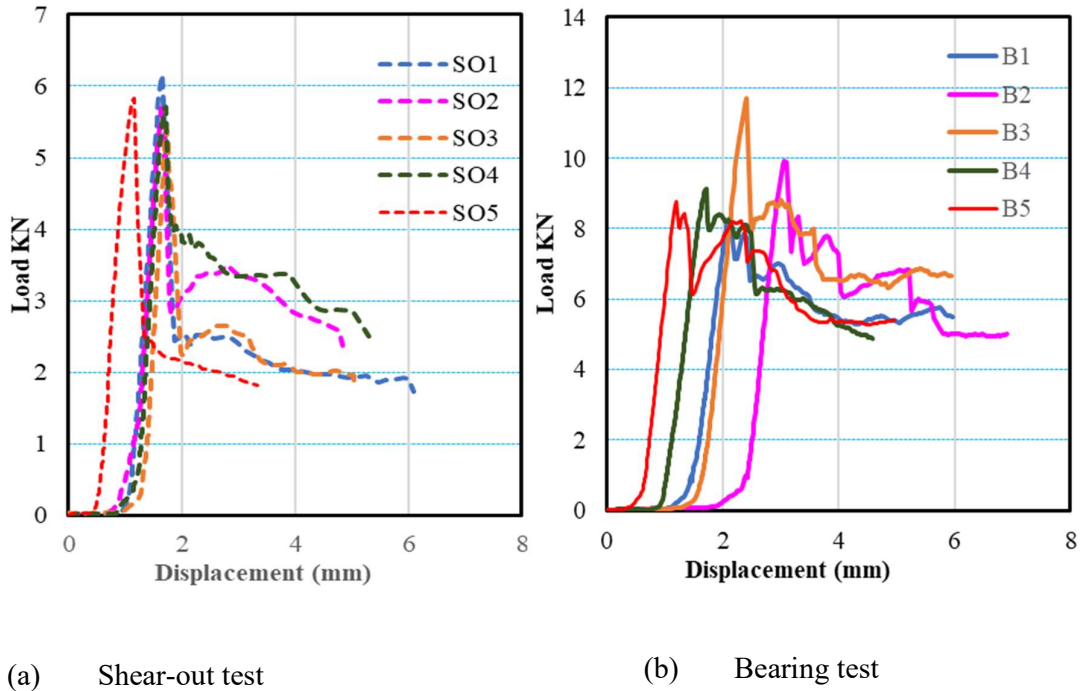 7
6
5
4
3
2
1
0
Load KN
SO1
SO2
SO3
SO4
SO5
0 2 4 6 8
Displacement (mm)
14
12
10
8
6
4
2
0
Load KN
B1
B2
B3
B4
B5
0 2 4 6 8
Displacement (mm)
(a) Shear-out test
(b) Bearing test